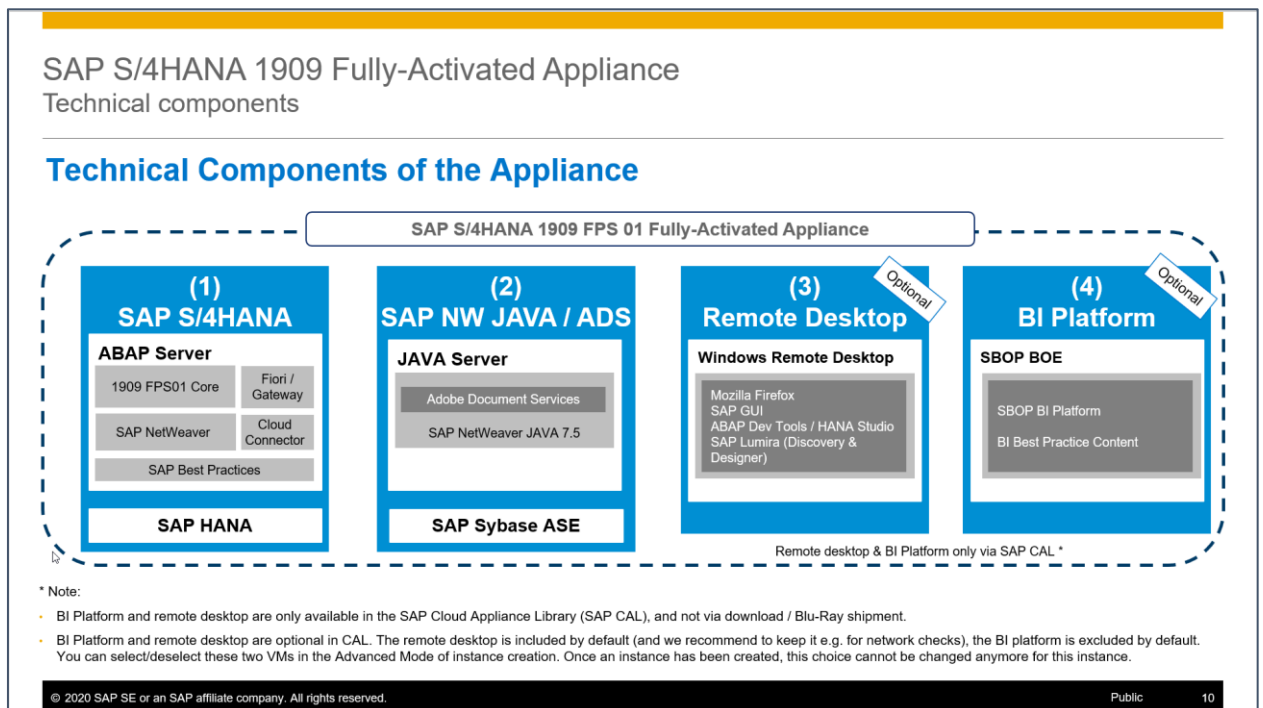 SAP S/4HANA 1909 Fully-Activated Appliance
Technical components
Technical Components of the Appliance
SAP S/4HANA 1909 FPS 01 Fully-Activated Appliance
(1)
SAP S/4HANA
ABAP Server
1909 FPS01 Core
Fiori /
Gateway
SAP NetWeaver
Cloud
Connector
SAP Best Practices
SAP HANA
(2)
SAP NW JAVA / ADS
JAVA Server
Adobe Document Services
SAP NetWeaver JAVA 7.5
SAP Sybase ASE
(3)
Remote Desktop
Optional
Windows Remote Desktop
Mozilla Firefox
SAP GUI
ABAP Dev Tools / HANA Studio
SAP Lumira (Discovery &
Designer)
(4)
BI Platform
Optional
SBOP BOE
SBOP BI Platform
BI Best Practice Content
Remote desktop & BI Platform only via SAP CAL *
* Note:
• BI Platform and remote desktop are only available in the SAP Cloud Appliance Library (SAP CAL), and not via download / Blu-Ray shipment.
• BI Platform and remote desktop are optional in CAL. The remote desktop is included by default (and we recommend to keep it e.g. for network checks), the BI platform is excluded by default.
You can select/deselect these two VMs in the Advanced Mode of instance creation. Once an instance has been created, this choice cannot be changed anymore for this instance.
© 2020 SAP SE or an SAP affiliate company. All rights reserved.
Public
10